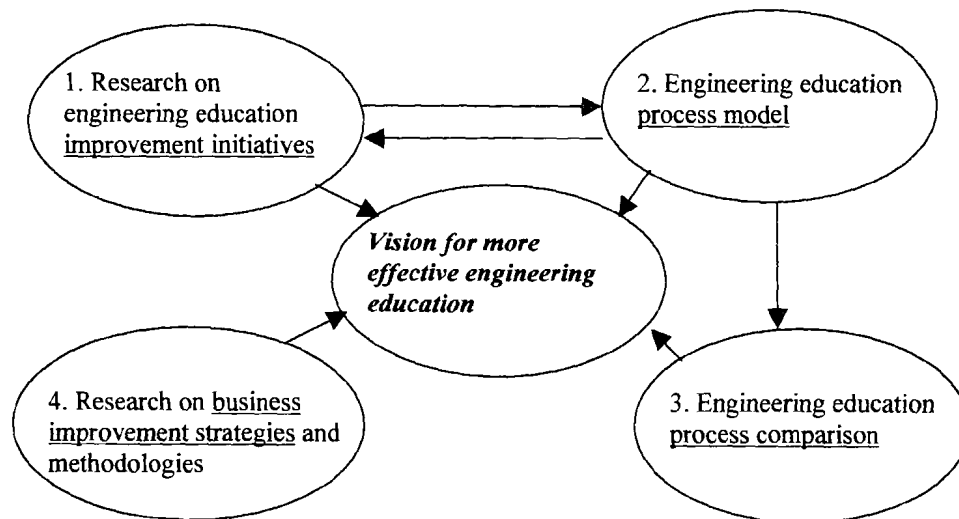 1. Research on
engineering education
improvement initiatives
2. Engineering education
process model
Vision for more
effective engineering
education
4. Research on business
improvement strategies and
methodologies
3. Engineering education
process comparison